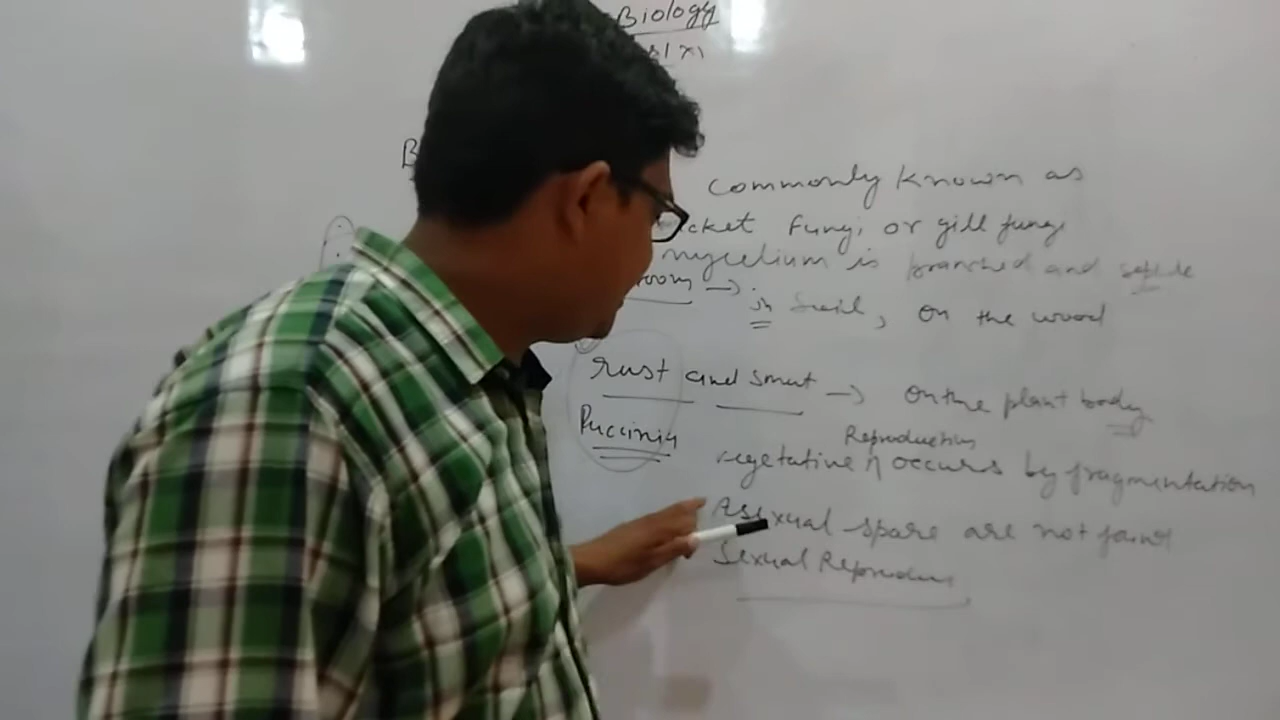 Biology
B
commonly known as
cket fungi or gill fungi
mycelium is branched and septate
room → in soil, on the wood
rust and smut → on the plant body
Puccinia
Reproduction
vegetative occurs by fragmentation
Asexual spore are not found
Sexual Reproduc